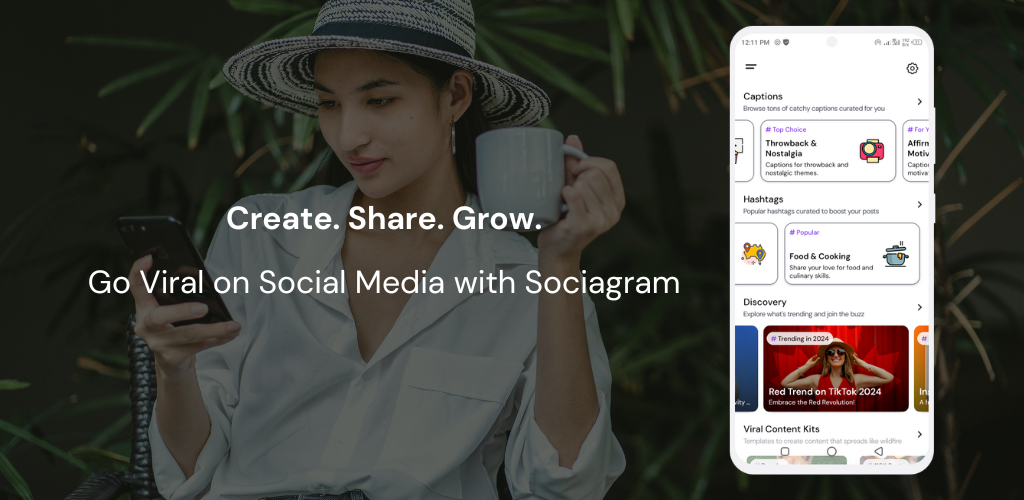 Create. Share. Grow.
Go Viral on Social Media with Sociagram
12:11 PM
Captions
Browse tons of catchy captions curated for you
# Top Choice
Throwback &
Nostalgia
Captions for throwback and
nostalgic themes.
# For Y
Affirm
Motiv
Captio
motiva
Hashtags
Popular hashtags curated to boost your posts
# Popular
Food & Cooking
Share your love for food and
culinary skills.
Discovery
Explore what's trending and join the buzz
# Trending in 2024
Red Trend on TikTok 2024
Embrace the Red Revolution!
vity ...
#
Viral Content Kits
Templates to create content that spreads like wildfire